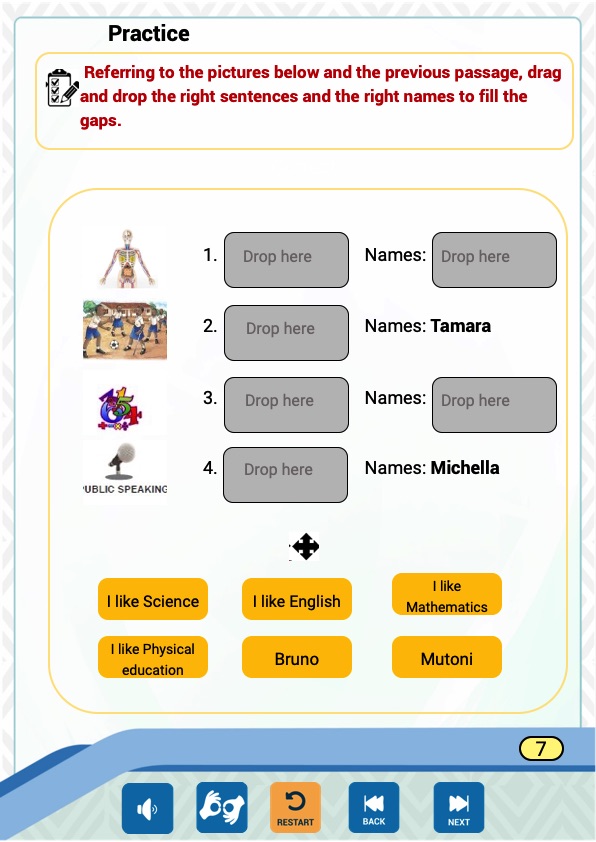 Practice
Referring to the pictures below and the previous passage, drag
and drop the right sentences and the right names to fill the
gaps.
1. Drop here Names: Drop here
2. Drop here Names: Tamara
3. Drop here Names: Drop here
4. Drop here Names: Michella
UBLIC SPEAKING
I like Science
I like English
I like
Mathematics
I like Physical
education
Bruno
Mutoni
7
RESTART
BACK
NEXT